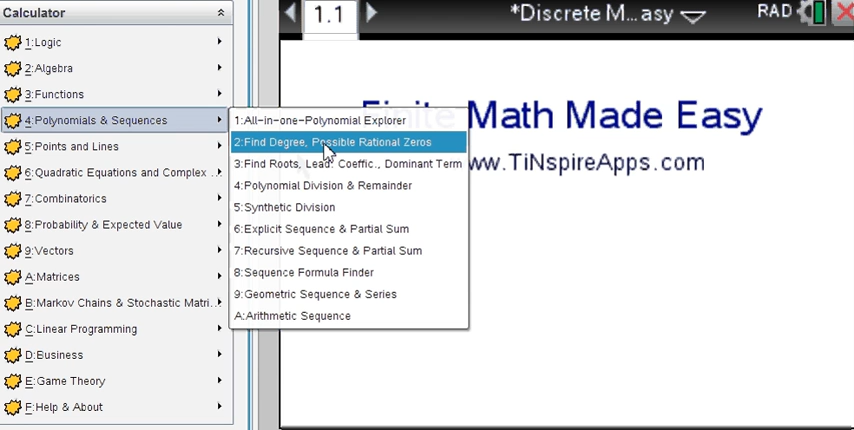 Calculator
1:Logic
2:Algebra
3:Functions
4:Polynomials & Sequences
5:Points and Lines
6:Quadratic Equations and Complex ...
7:Combinatorics
8:Probability & Expected Value
9:Vectors
A:Matrices
B:Markov Chains & Stochastic Matri...
C:Linear Programming
D:Business
E:Game Theory
F:Help & About
1:All-in-one-Polynomial Explorer
2:Find Degree, Possible Rational Zeros
3:Find Roots, Lead. Coeffic., Dominant Term
4:Polynomial Division & Remainder
5:Synthetic Division
6:Explicit Sequence & Partial Sum
7:Recursive Sequence & Partial Sum
8:Sequence Formula Finder
9:Geometric Sequence & Series
A:Arithmetic Sequence
1.1
*Discrete M...asy
RAD
Finite Math Made Easy
ww.TiNspireApps.com